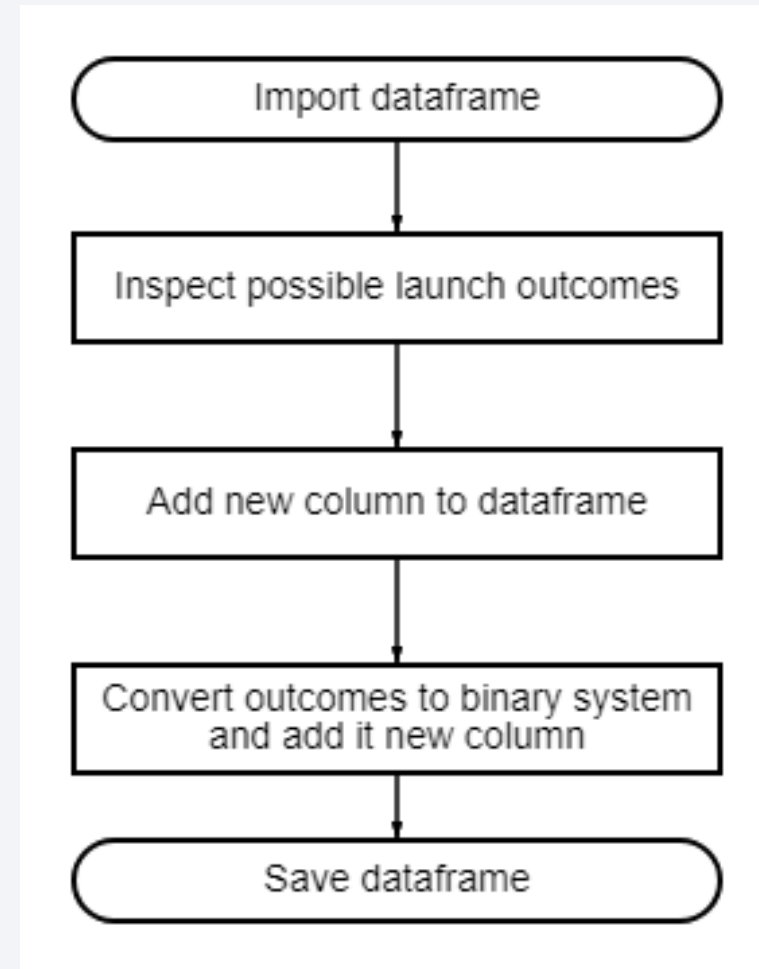 Import dataframe
Inspect possible launch outcomes
Add new column to dataframe
Convert outcomes to binary system
and add it new column
Save dataframe